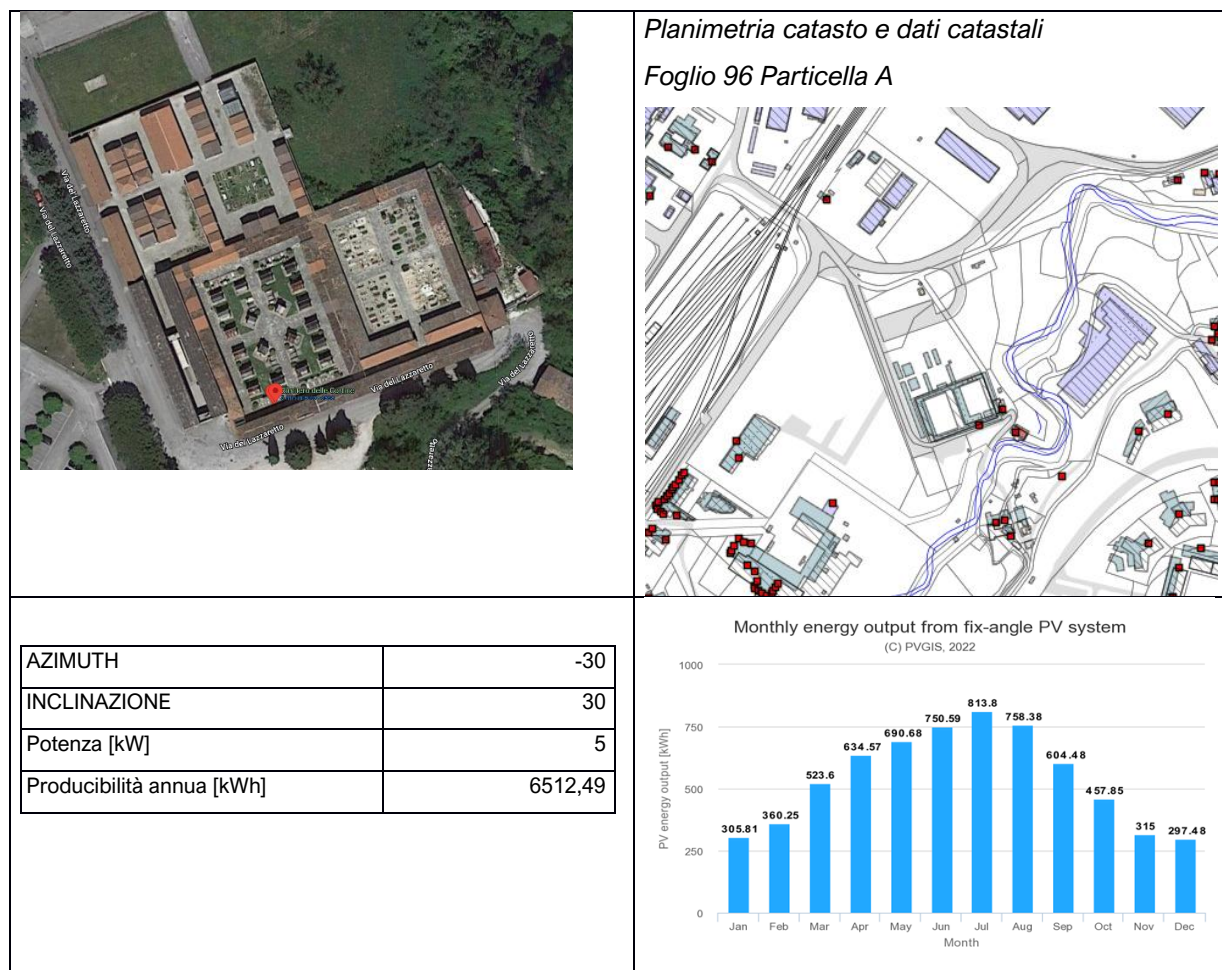 Planimetria catasto e dati catastali
Foglio 96 Particella A
Via del Lazzaretto
Via del Lazzaretto
Via del Lazzaretto
Via del Lazzaretto
Via del Lazzaretto
AZIMUTH -30
INCLINAZIONE 30
Potenza [kW] 5
Producibilità annua [kWh] 6512,49
Monthly energy output from fix-angle PV system
(C) PVGIS, 2022
PV energy output [kWh]
1000
750
500
250
0
305.81 360.25 523.6 634.57 690.68 750.59 813.8 758.38 604.48 457.85 315 297.48
Jan Feb Mar Apr May Jun Jul Aug Sep Oct Nov Dec
Month